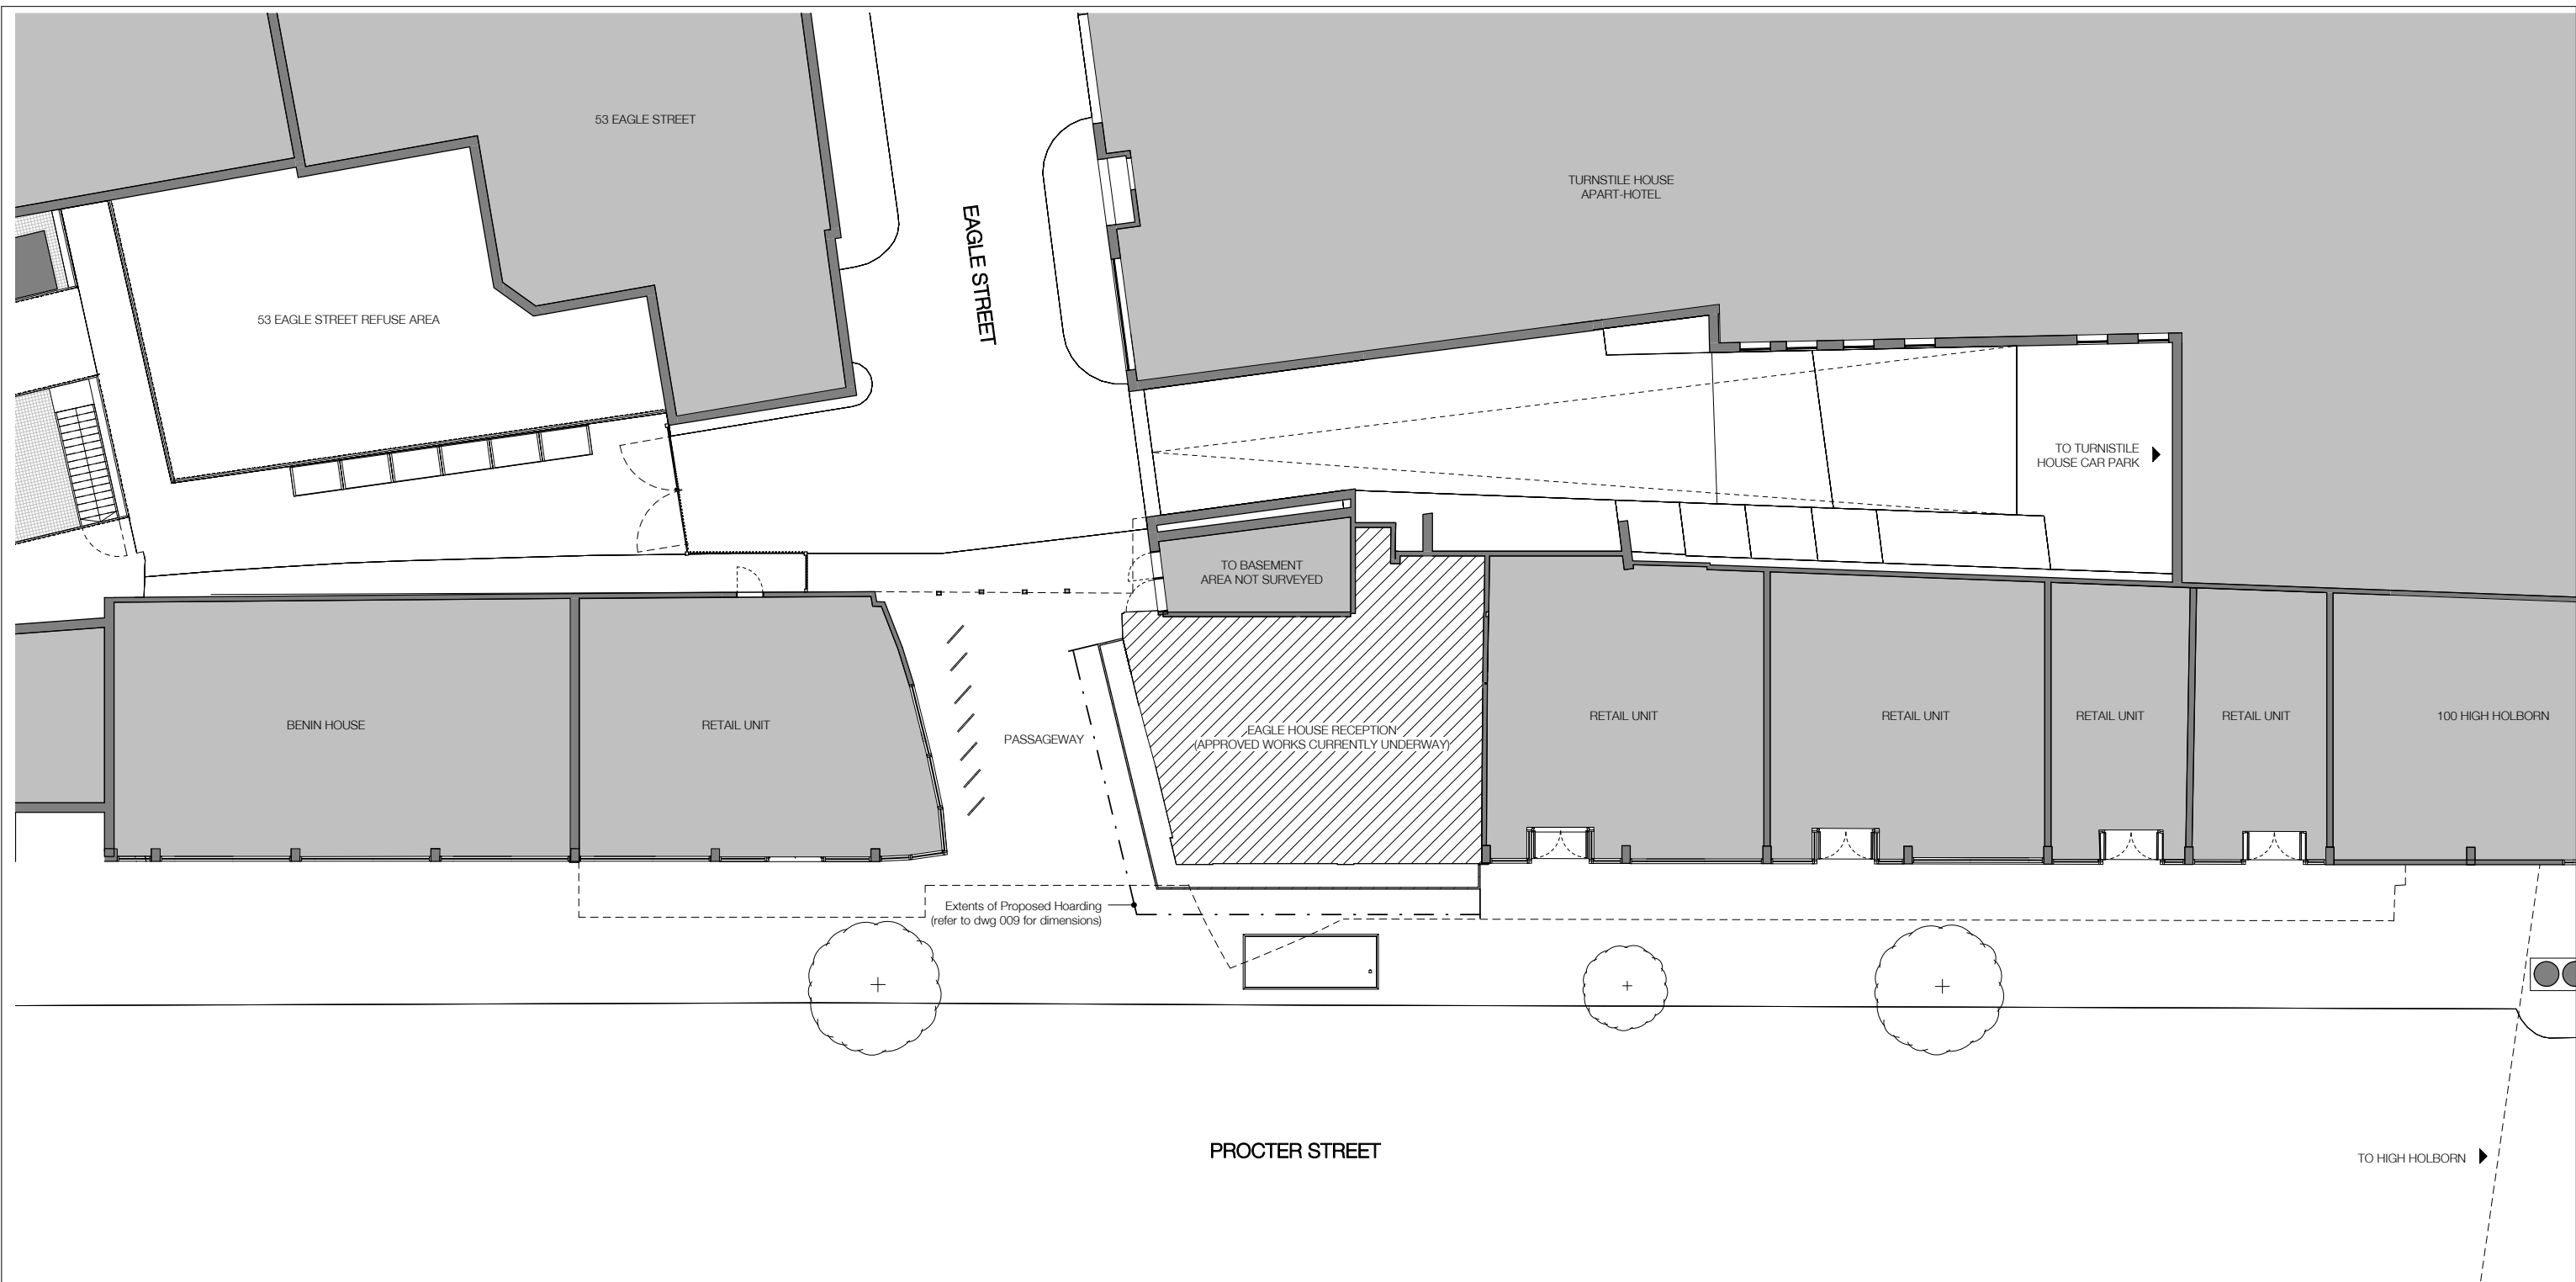 53 EAGLE STREET
TURNSTILE HOUSE
APART-HOTEL
EAGLE STREET
53 EAGLE STREET REFUSE AREA
TO TURNISTILE
HOUSE CAR PARK
TO BASEMENT
AREA NOT SURVEYED
BENIN HOUSE
RETAIL UNIT
PASSAGEWAY
EAGLE HOUSE RECEPTION
(APPROVED WORKS CURRENTLY UNDERWAY)
RETAIL UNIT
RETAIL UNIT
RETAIL UNIT
RETAIL UNIT
100 HIGH HOLBORN
Extents of Proposed Hoarding
(refer to dwg 009 for dimensions)
PROCTER STREET
TO HIGH HOLBORN